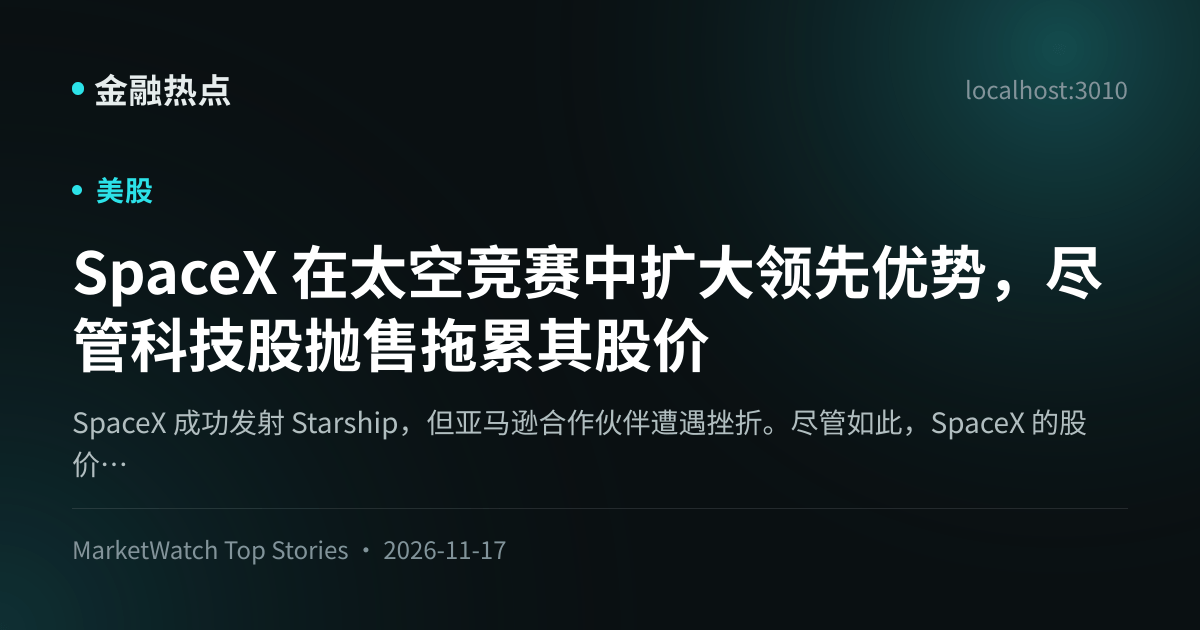 金融热点
localhost:3010
美股
SpaceX 在太空竞赛中扩大领先优势，尽
管科技股抛售拖累其股价
SpaceX 成功发射 Starship，但亚马逊合作伙伴遭遇挫折。尽管如此，SpaceX 的股
价…
MarketWatch Top Stories • 2026-11-17